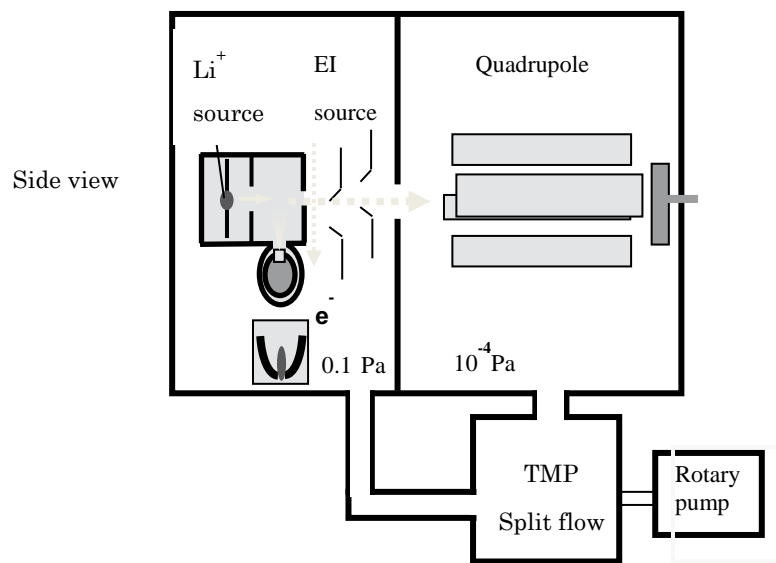 Li+
source
EI
source
Quadrupole
Side view
e-
0.1 Pa
10-4Pa
TMP
Split flow
Rotary
pump